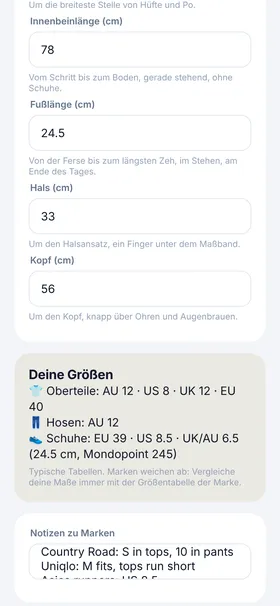 Um die breiteste Stelle von Hüfte und Po.
Innenbeinlänge (cm)
78
Vom Schritt bis zum Boden, gerade stehend, ohne
Schuhe.
Fußlänge (cm)
24.5
Von der Ferse bis zum längsten Zeh, im Stehen, am
Ende des Tages.
Hals (cm)
33
Um den Halsansatz, ein Finger unter dem Maßband.
Kopf (cm)
56
Um den Kopf, knapp über Ohren und Augenbrauen.
Deine Größen
👕 Oberteile: AU 12 · US 8 · UK 12 · EU
40
👖 Hosen: AU 12
👟 Schuhe: EU 39 · US 8.5 · UK/AU 6.5
(24.5 cm, Mondopoint 245)
Typische Tabellen. Marken weichen ab: Vergleiche
deine Maße immer mit der Größentabelle der Marke.
Notizen zu Marken
Country Road: S in tops, 10 in pants
Uniqlo: M fits, tops run short
Asics runners: US 8.5